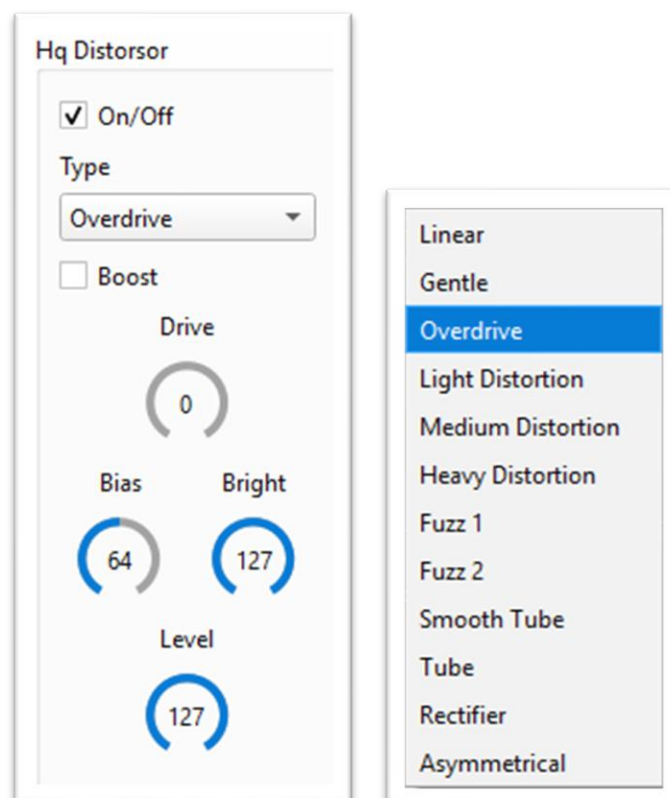 Hq Distorsor
On/Off
Type
Overdrive
Boost
Drive
0
Bias Bright
64 127
Level
127
Linear
Gentle
Overdrive
Light Distortion
Medium Distortion
Heavy Distortion
Fuzz 1
Fuzz 2
Smooth Tube
Tube
Rectifier
Asymmetrical